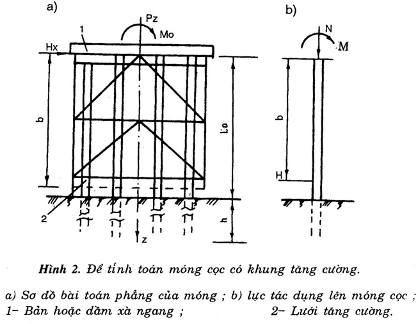 a)
b)
Pz
Mo
1
Hx
N
M
b
Lo
b
H
2
h
z
Hình 2. Để tính toán móng cọc có khung tăng cường.
a) Sơ đồ bài toán phẳng của móng ; b) lực tác dụng lên móng cọc ;
1- Bản hoặc dầm xà ngang ; 2- Lưới tăng cường.